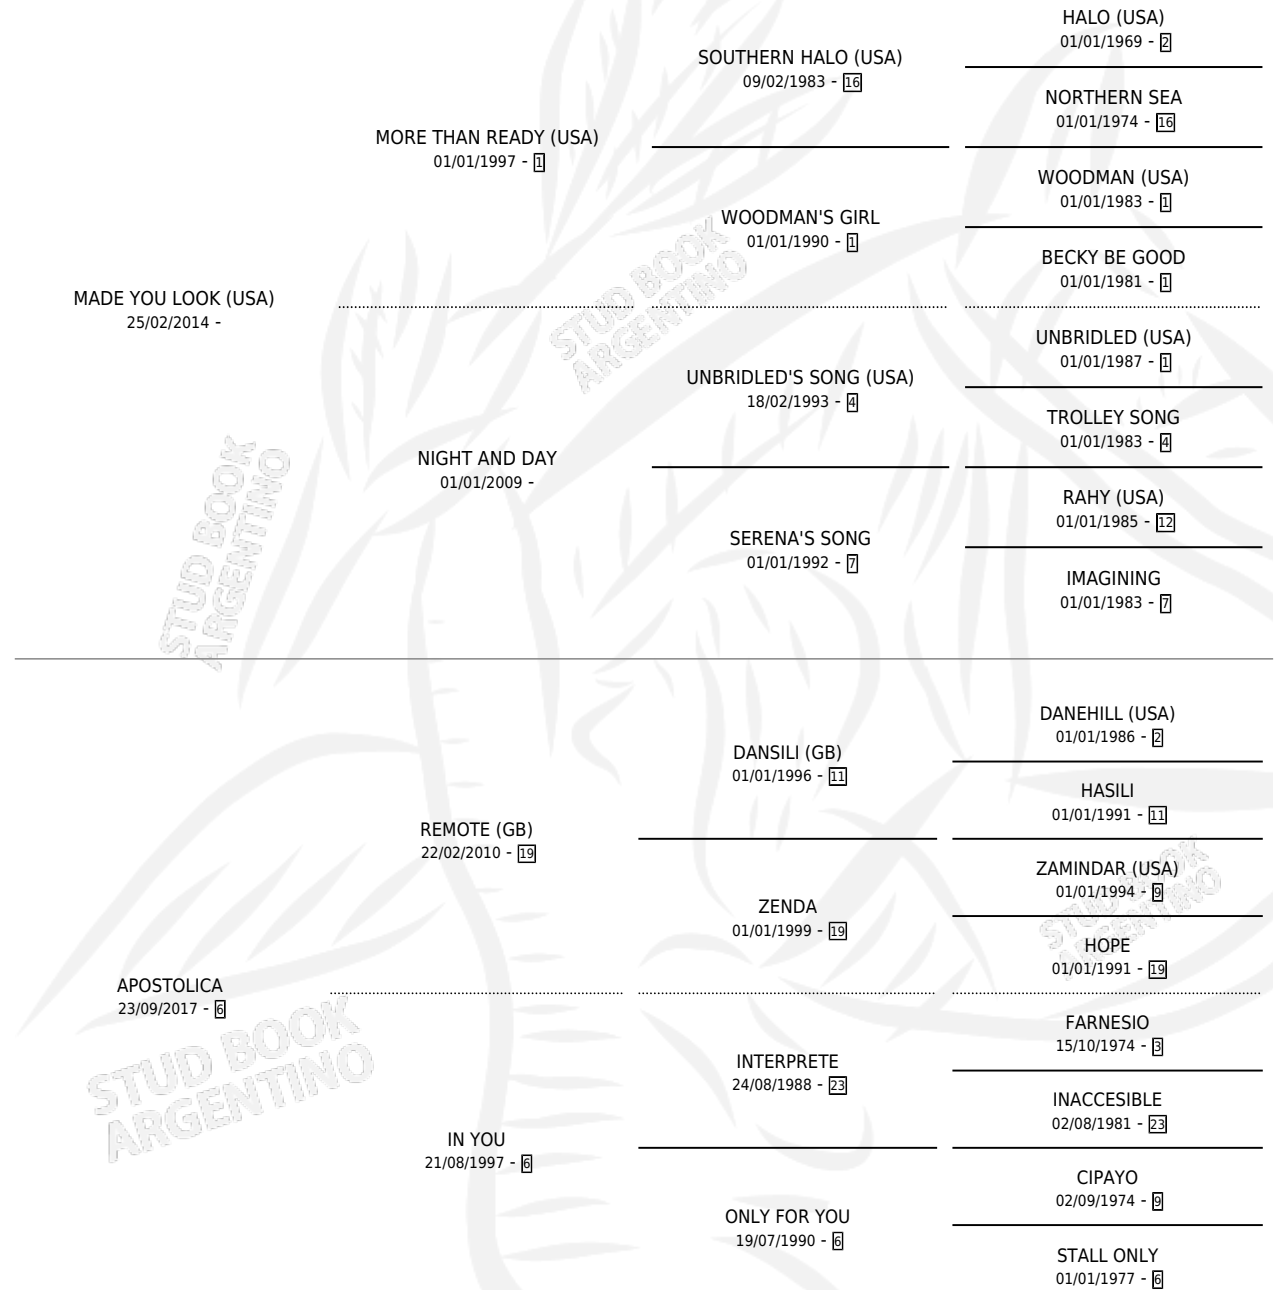 HALO (USA)
01/01/1969 - 2
SOUTHERN HALO (USA)
09/02/1983 - 16
NORTHERN SEA
01/01/1974 - 16
MORE THAN READY (USA)
01/01/1997 - 1
WOODMAN (USA)
01/01/1983 - 1
WOODMAN'S GIRL
01/01/1990 - 1
BECKY BE GOOD
01/01/1981 - 1
MADE YOU LOOK (USA)
25/02/2014 -
UNBRIDLED (USA)
01/01/1987 - 1
UNBRIDLED'S SONG (USA)
18/02/1993 - 4
TROLLEY SONG
01/01/1983 - 4
NIGHT AND DAY
01/01/2009 -
RAHY (USA)
01/01/1985 - 12
SERENA'S SONG
01/01/1992 - 7
IMAGINING
01/01/1983 - 7
DANEHILL (USA)
01/01/1986 - 2
DANSILI (GB)
01/01/1996 - 11
HASILI
01/01/1991 - 11
REMOTE (GB)
22/02/2010 - 19
ZAMINDAR (USA)
01/01/1994 - 9
ZENDA
01/01/1999 - 19
HOPE
01/01/1991 - 19
APOSTOLICA
23/09/2017 - 6
FARNESIO
15/10/1974 - 3
INTERPRETE
24/08/1988 - 23
INACCESIBLE
02/08/1981 - 23
IN YOU
21/08/1997 - 6
CIPAYO
02/09/1974 - 9
ONLY FOR YOU
19/07/1990 - 6
STALL ONLY
01/01/1977 - 6
STUD BOOK
ARGENTINO
STUD BOOK
ARGENTINO
STUD BOOK
ARGENTINO
STUD BOOK
ARGENTINO